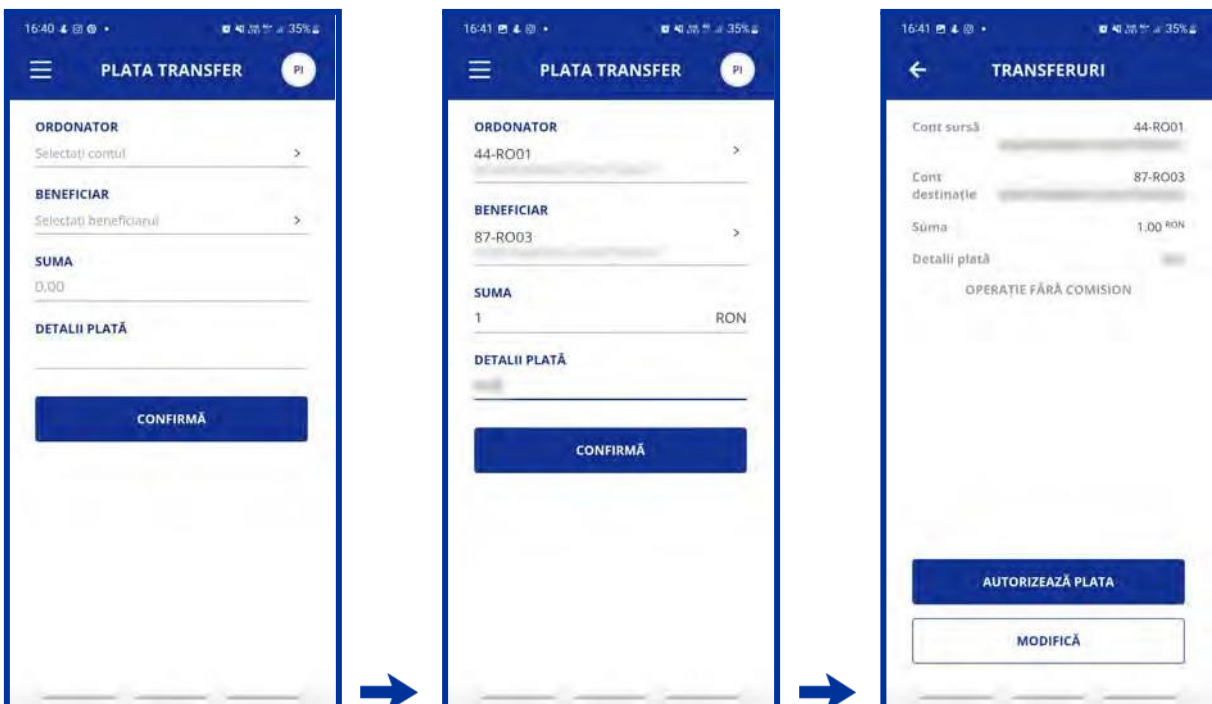 16:40
35%
PLATA TRANSFER
PI
ORDONATOR
Selectați contul
BENEFICIAR
Selectați beneficiarul
SUMA
0,00
DETALII PLATĂ
CONFIRMĂ
16:41
35%
PLATA TRANSFER
PI
ORDONATOR
44-RO01
BENEFICIAR
87-RO03
SUMA
1 RON
DETALII PLATĂ
CONFIRMĂ
16:41
35%
TRANSFERURI
Cont sursă 44-RO01
Cont 87-RO03
destinație
Suma 1.00 RON
Detalii plată
OPERAȚIE FĂRĂ COMISION
AUTORIZEAZĂ PLATA
MODIFICĂ